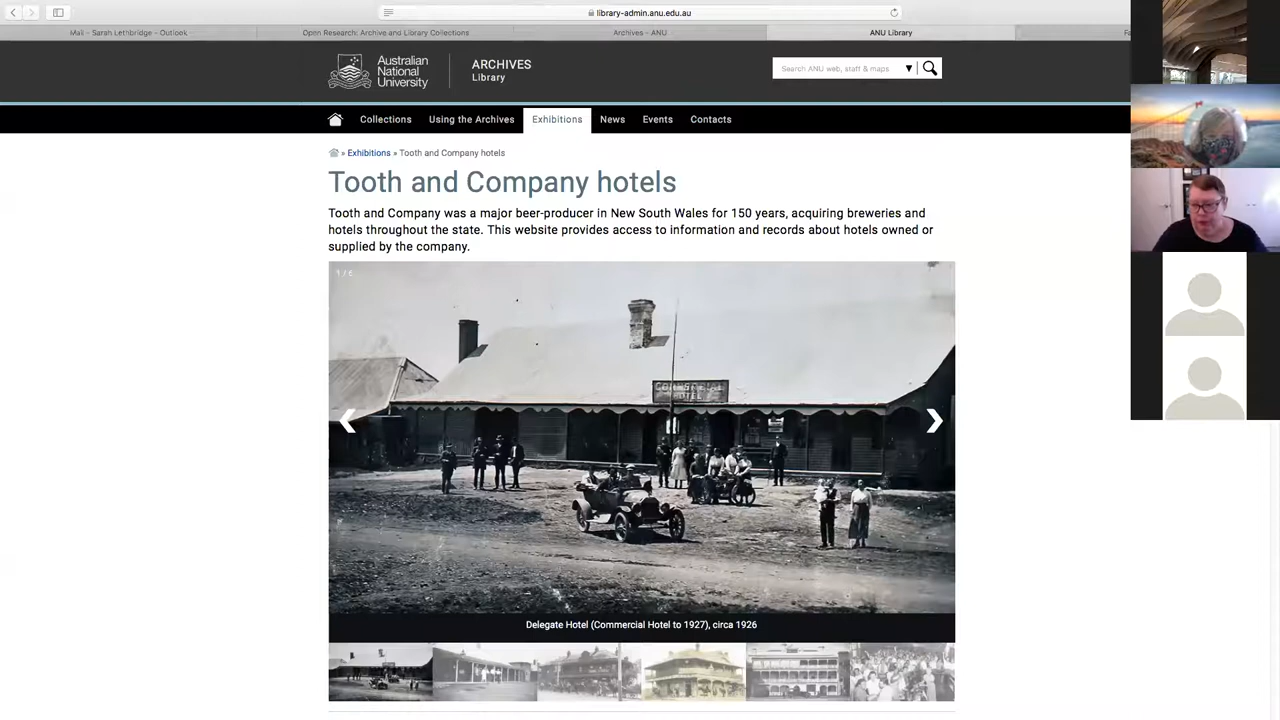 library-admin.anu.edu.au
Mail – Sarah Lethbridge – Outlook
Open Research: Archive and Library Collections
Archives - ANU
ANU Library
Australian
National
University
ARCHIVES
Library
Search ANU web, staff & maps
Collections
Using the Archives
Exhibitions
News
Events
Contacts
» Exhibitions » Tooth and Company hotels
Tooth and Company hotels
Tooth and Company was a major beer-producer in New South Wales for 150 years, acquiring breweries and
hotels throughout the state. This website provides access to information and records about hotels owned or
supplied by the company.
1 / 6
COMMERCIAL
HOTEL
Delegate Hotel (Commercial Hotel to 1927), circa 1926